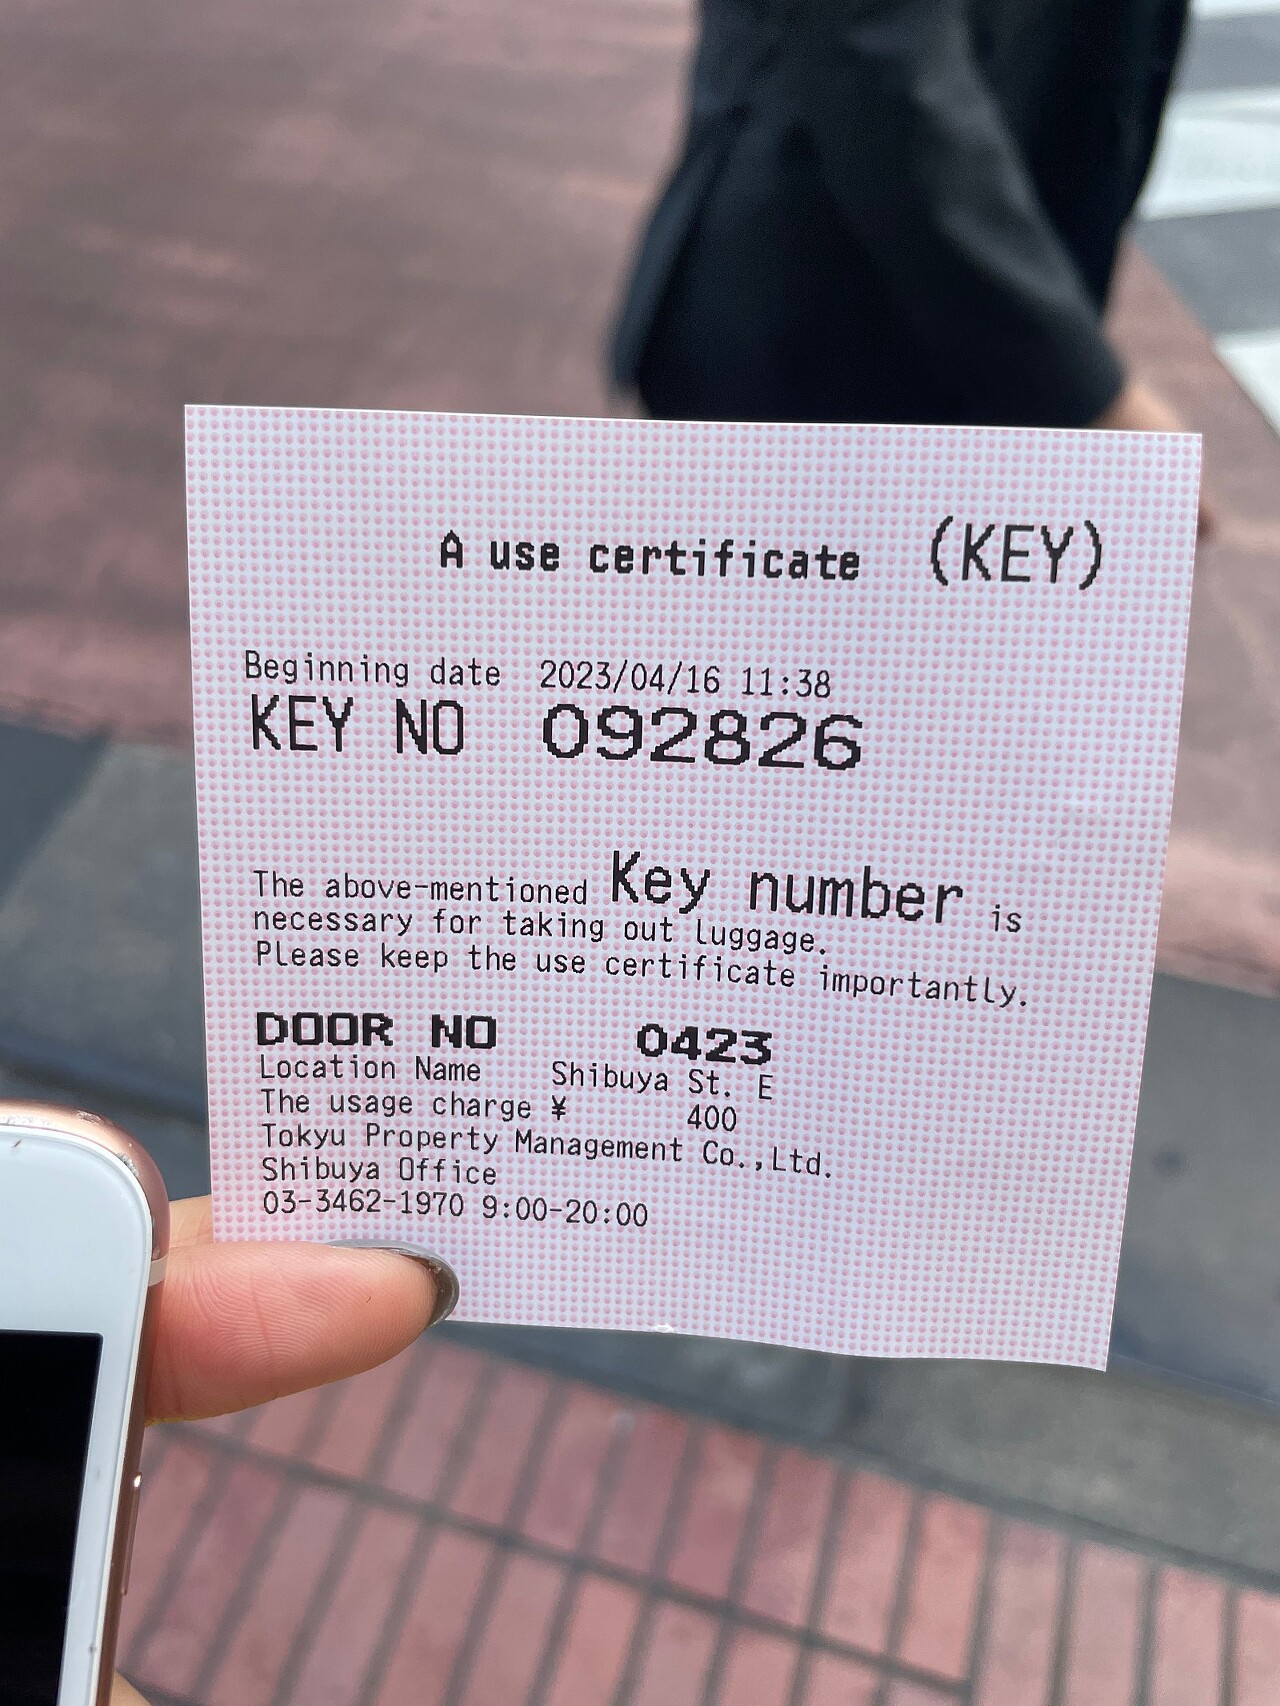 A use certificate (KEY)
Beginning date 2023/04/16 11:38
KEY NO 092826
The above-mentioned Key number is
necessary for taking out luggage.
Please keep the use certificate importantly.
DOOR NO 0423
Location Name Shibuya St. E
The usage charge ¥ 400
Tokyu Property Management Co.,Ltd.
Shibuya Office
03-3462-1970 9:00-20:00